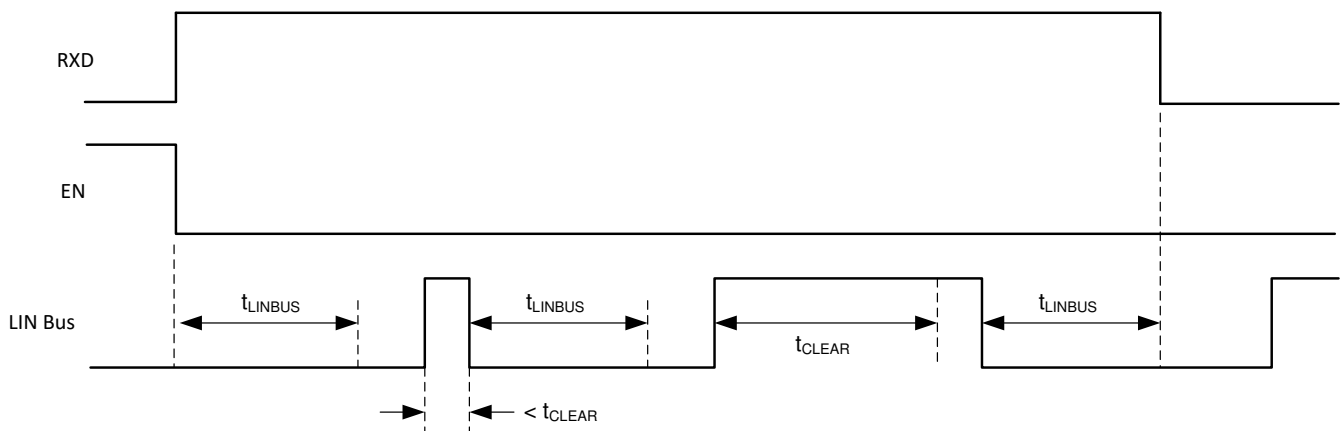 RXD
EN
LIN Bus
tLINBUS
tLINBUS
tCLEAR
tLINBUS
< tCLEAR